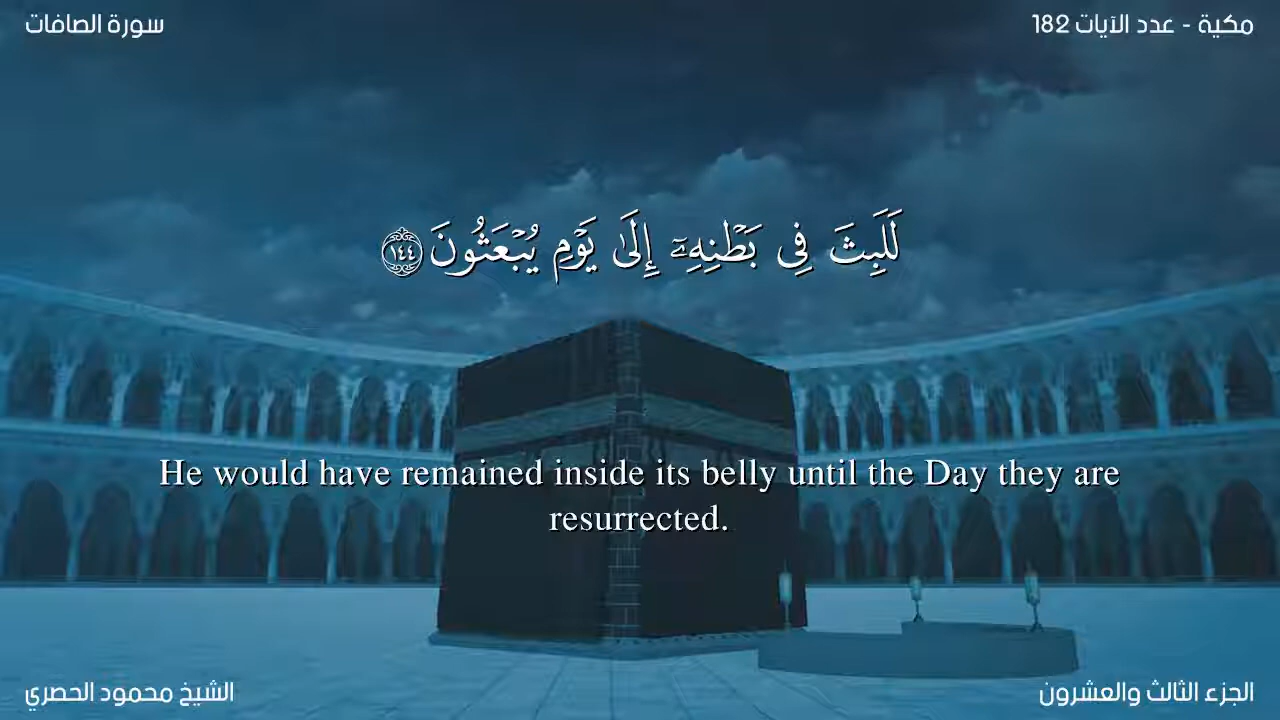 مكية - عدد الآيات 182
سورة الصافات
لَلَبِثَ فِى بَطْنِهِۦٓ إِلَىٰ يَوْمِ يُبْعَثُونَ ١٤٤
He would have remained inside its belly until the Day they are
resurrected.
الجزء الثالث والعشرون
الشيخ محمود الحصري